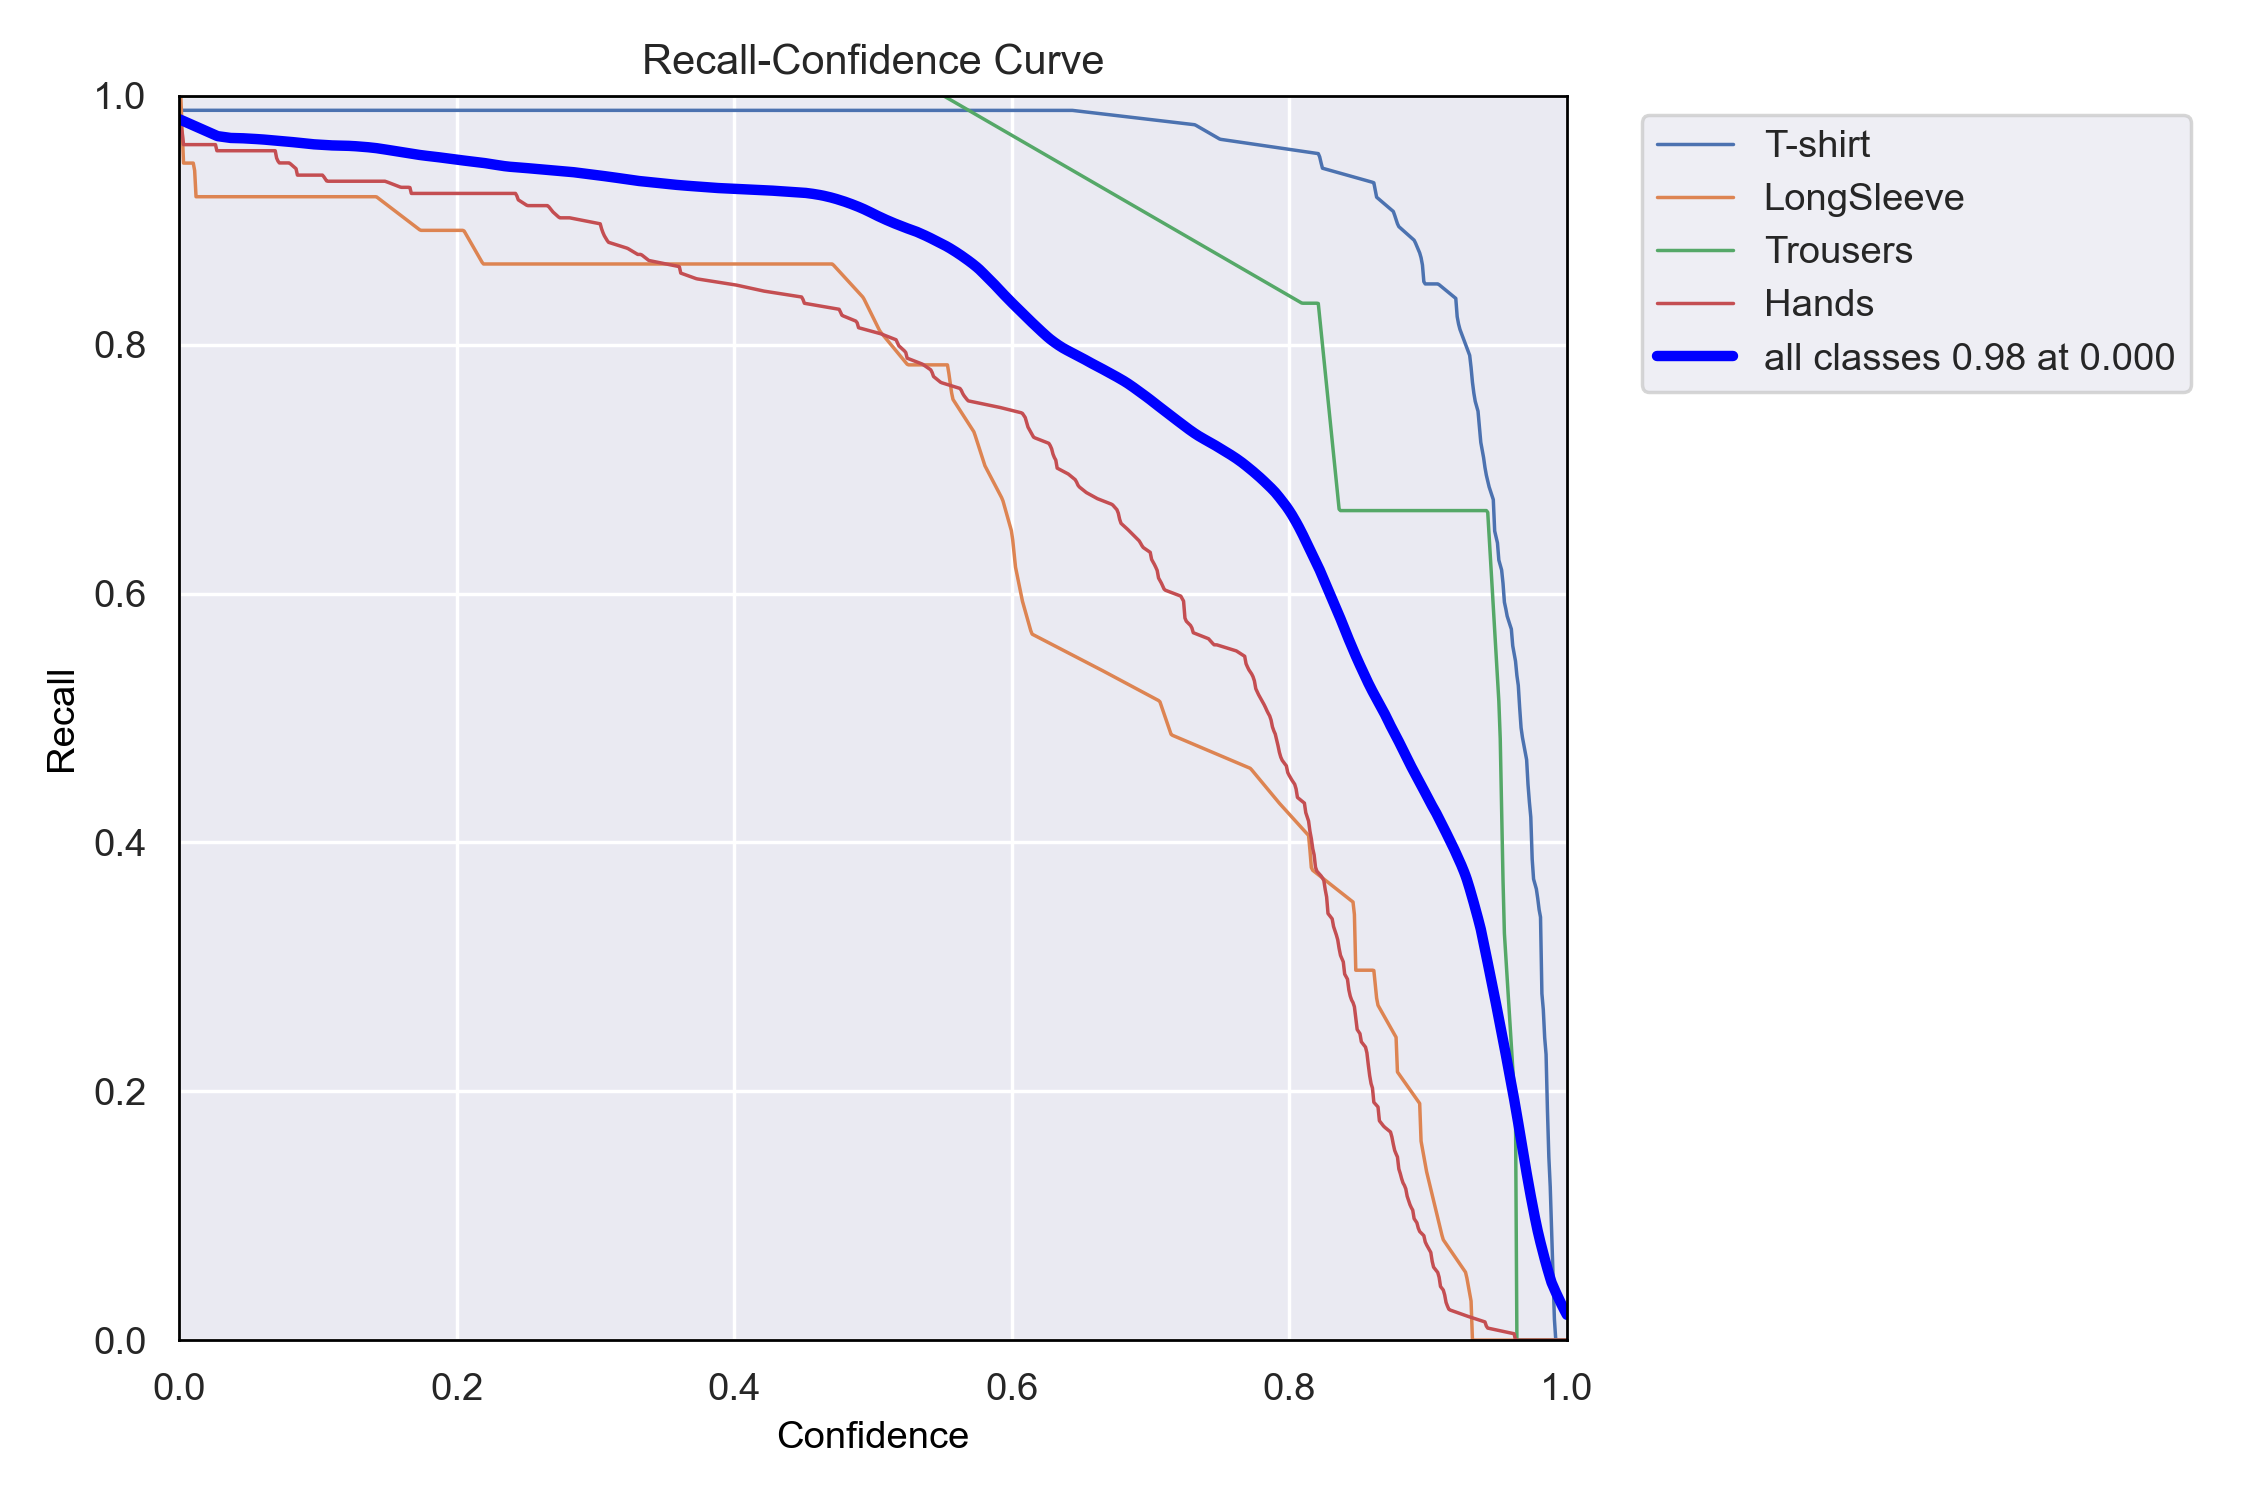 Recall-Confidence Curve
1.0
0.8
0.6
0.4
0.2
0.0
Recall
0.0 0.2 0.4 0.6 0.8 1.0
Confidence
T-shirt
LongSleeve
Trousers
Hands
all classes 0.98 at 0.000